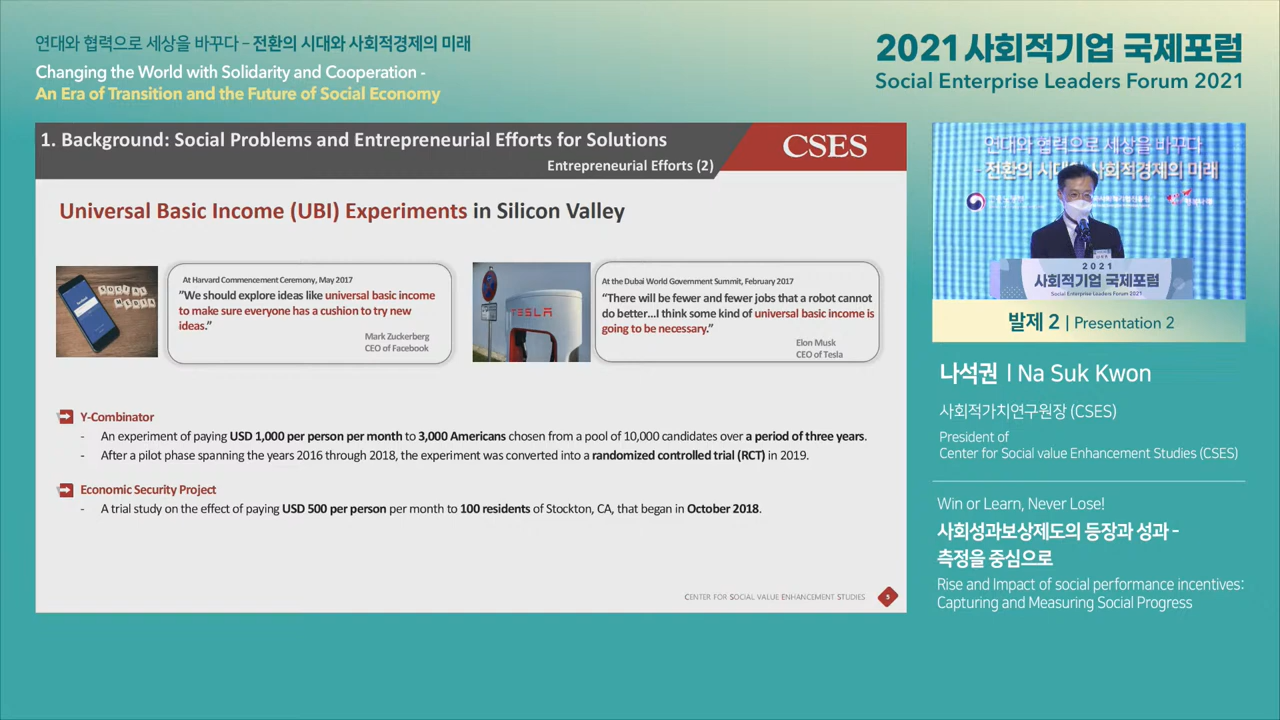 연대와 협력으로 세상을 바꾸다 – 전환의 시대와 사회적경제의 미래
Changing the World with Solidarity and Cooperation -
An Era of Transition and the Future of Social Economy
2021 사회적기업 국제포럼
Social Enterprise Leaders Forum 2021
1. Background: Social Problems and Entrepreneurial Efforts for Solutions
Entrepreneurial Efforts (2)
CSES
Universal Basic Income (UBI) Experiments in Silicon Valley
At Harvard Commencement Ceremony, May 2017
"We should explore ideas like universal basic income
to make sure everyone has a cushion to try new
ideas."
Mark Zuckerberg
CEO of Facebook
TESLA
At the Dubai World Government Summit, February 2017
"There will be fewer and fewer jobs that a robot cannot
do better...I think some kind of universal basic income is
going to be necessary."
Elon Musk
CEO of Tesla
Y-Combinator
- An experiment of paying USD 1,000 per person per month to 3,000 Americans chosen from a pool of 10,000 candidates over a period of three years.
- After a pilot phase spanning the years 2016 through 2018, the experiment was converted into a randomized controlled trial (RCT) in 2019.
Economic Security Project
- A trial study on the effect of paying USD 500 per person per month to 100 residents of Stockton, CA, that began in October 2018.
CENTER FOR SOCIAL VALUE ENHANCEMENT STUDIES
5
연대와 협력으로 세상을 바꾸다
- 전환의 시대와 사회적경제의 미래
2021
사회적기업 국제포럼
Social Enterprise Leaders Forum 2021
발제 2 | Presentation 2
나석권 l Na Suk Kwon
사회적가치연구원장 (CSES)
President of
Center for Social value Enhancement Studies (CSES)
Win or Learn, Never Lose!
사회성과보상제도의 등장과 성과 -
측정을 중심으로
Rise and Impact of social performance incentives:
Capturing and Measuring Social Progress